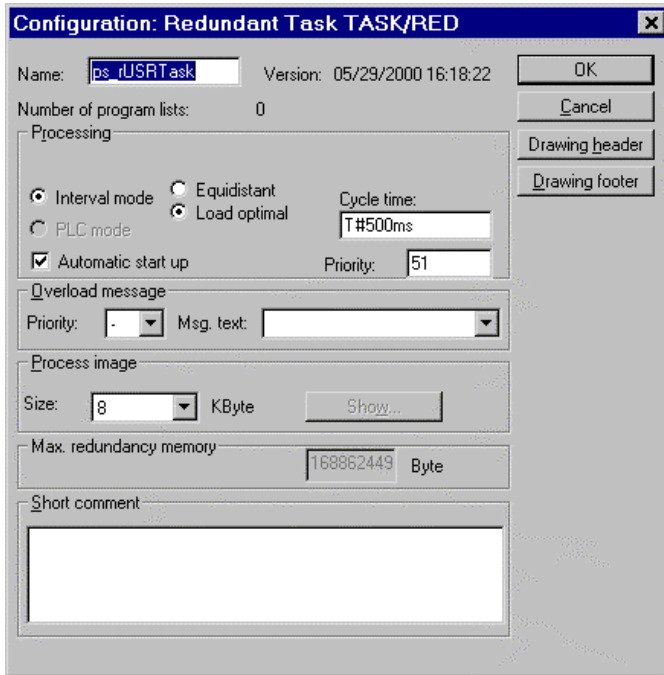 Configuration: Redundant Task TASK/RED
Name: ps_rUSRTask Version: 05/29/2000 16:18:22 OK
Number of program lists: 0 Cancel
Processing Drawing header
Interval mode Equidistant Cycle time: Drawing footer
PLC mode Load optimal T#500ms
Automatic start up Priority: 51
Overload message
Priority: - Msg. text:
Process image
Size: 8 KByte Show...
Max. redundancy memory
168862449 Byte
Short comment